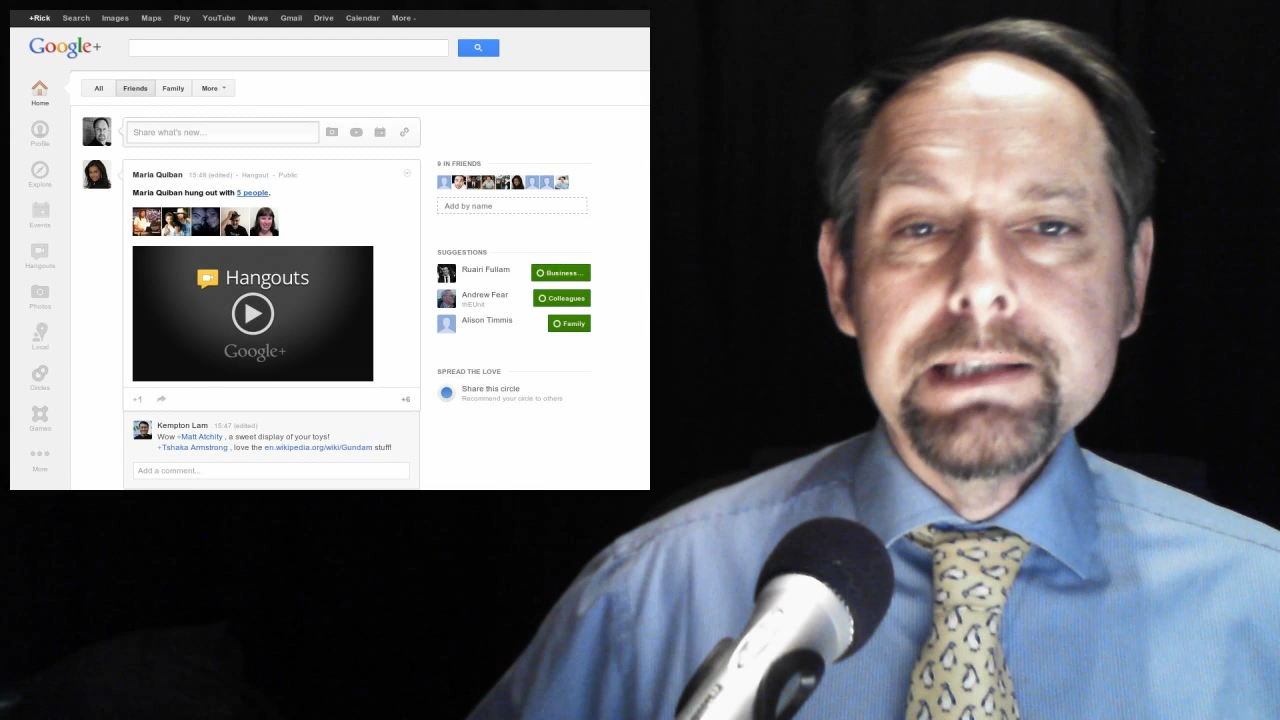 +Rick Search Images Maps Play YouTube News Gmail Drive Calendar More
Google+
All Friends Family More
Home
Profile
Explore
Events
Hangouts
Photos
Local
Circles
Games
More
Share what's new...
Maria Quiban 15:48 (edited) - Hangout - Public
Maria Quiban hung out with 5 people.
Hangouts
Google+
+1 +6
Kempton Lam 15:47 (edited)
Wow +Matt Atchity , a sweet display of your toys!
+Tshaka Armstrong , love the en.wikipedia.org/wiki/Gundam stuff!
Add a comment...
9 IN FRIENDS
Add by name
SUGGESTIONS
Ruairi Fullam Business...
Andrew Fear Colleagues
thEUnit
Alison Timmis Family
SPREAD THE LOVE
Share this circle
Recommend your circle to others